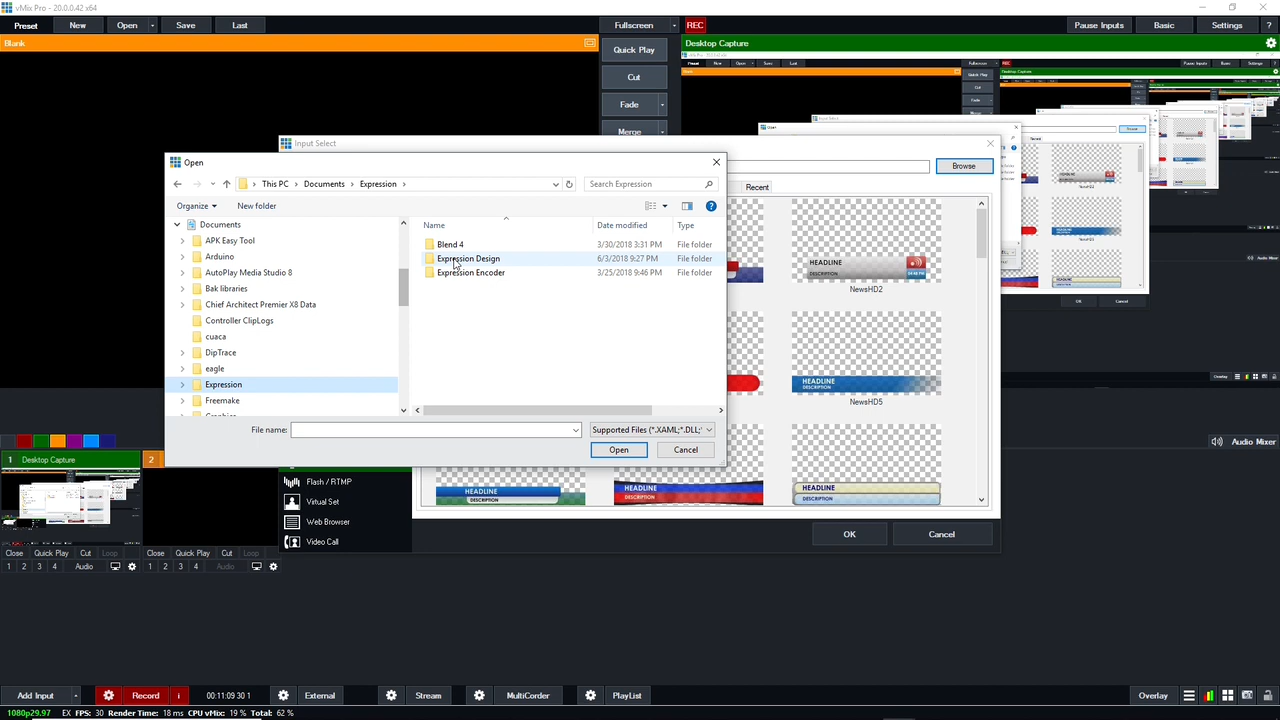 vMix Pro - 20.0.0.42 x64
Preset New Open Save Last Fullscreen REC Pause Inputs Basic Settings ?
Blank
Quick Play
Cut
Fade
Merge
Desktop Capture
Input Select
Browse
Recent
Open
This PC > Documents > Expression >
Search Expression
Organize New folder
Name Date modified Type
Documents
APK Easy Tool
Arduino
AutoPlay Media Studio 8
Bak libraries
Chief Architect Premier X8 Data
Controller ClipLogs
cuaca
DipTrace
eagle
Expression
Freemake
Blend 4 3/30/2018 3:31 PM File folder
Expression Design 6/3/2018 9:27 PM File folder
Expression Encoder 3/25/2018 9:46 PM File folder
File name:
Supported Files (*.XAML;*.DLL;*
Open Cancel
HEADLINE
DESCRIPTION
NewsHD2
HEADLINE
DESCRIPTION
NewsHD5
HEADLINE
DESCRIPTION
HEADLINE
DESCRIPTION
HEADLINE
DESCRIPTION
Flash / RTMP
Virtual Set
Web Browser
Video Call
OK Cancel
Audio Mixer
1 Desktop Capture
2
Close Quick Play Cut Loop Close Quick Play Cut Loop
1 2 3 4 Audio 1 2 3 4 Audio
Add Input Record i 00:11:09 30 1 External Stream MultiCorder PlayList Overlay
1080p29.97 EX FPS: 30 Render Time: 18 ms CPU vMix: 19 % Total: 62 %